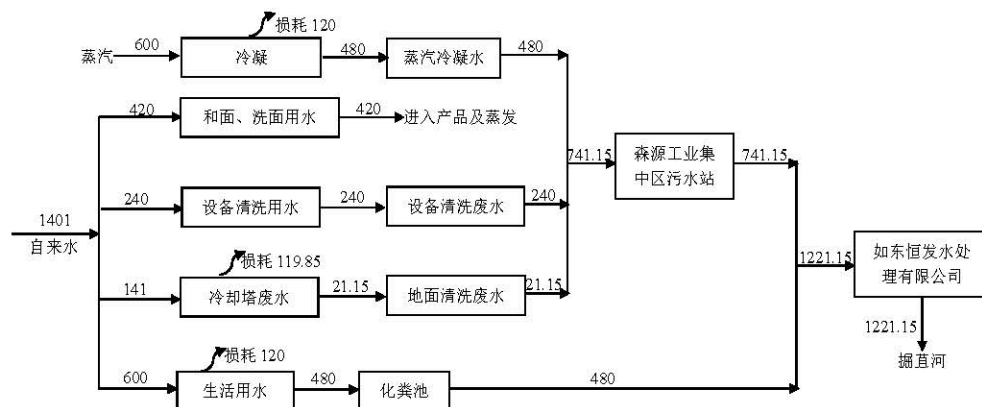 损耗 120
蒸汽 600 冷凝 480 蒸汽冷凝水 480
420 和面、洗面用水 420 进入产品及蒸发
741.15 森源工业集中区污水站 741.15
240 设备清洗用水 240 设备清洗废水 240
1401
自来水
损耗 119.85
141 冷却塔废水 21.15 地面清洗废水 21.15
1221.15 如东恒发水处理有限公司
1221.15
掘苴河
损耗 120
600 生活用水 480 化粪池 480